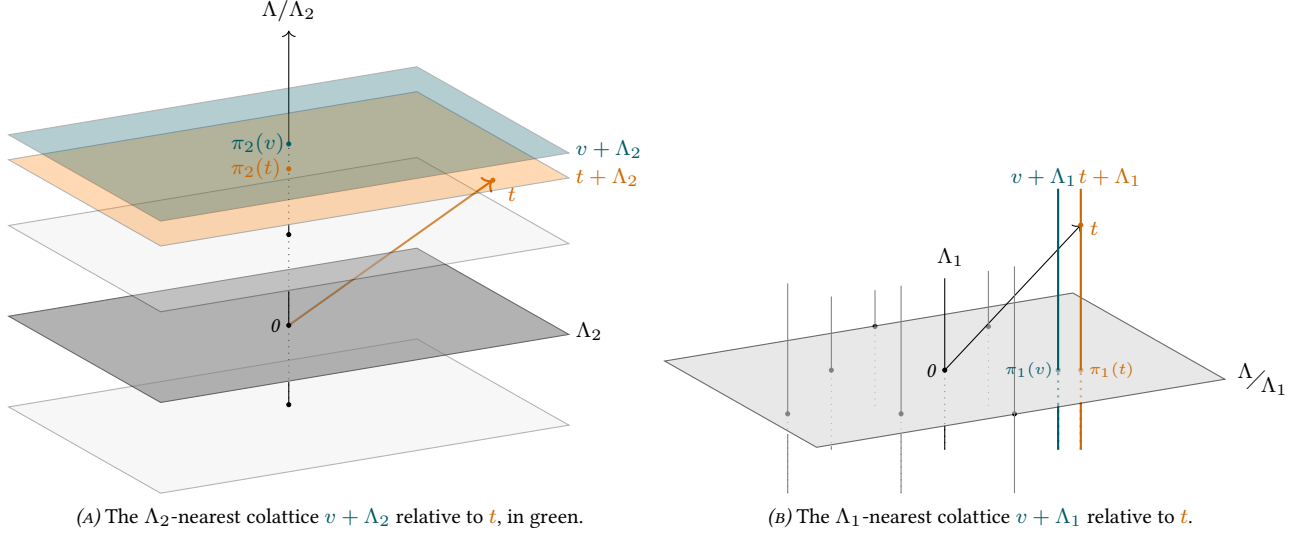 Λ/Λ₂
π₂(v)
π₂(t)
v + Λ₂
t + Λ₂
t
0
Λ₂
(A) The Λ₂-nearest colattice v + Λ₂ relative to t, in green.
v + Λ₁ t + Λ₁
t
Λ₁
0
π₁(v)
π₁(t)
Λ/Λ₁
(B) The Λ₁-nearest colattice v + Λ₁ relative to t.